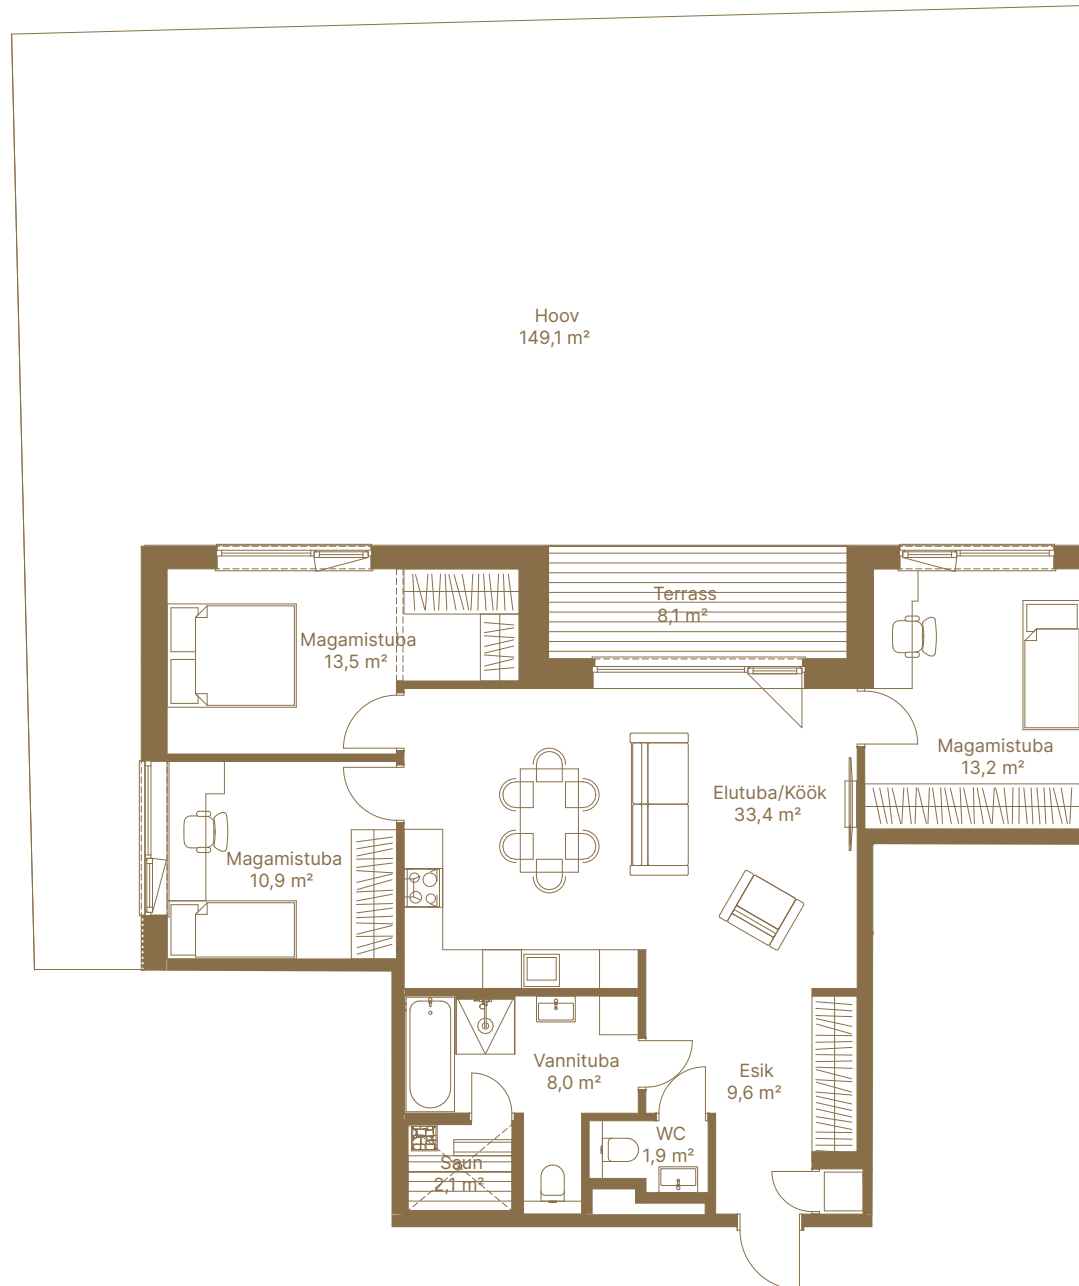 Hoov
149,1 m²
Terrass
8,1 m²
Magamistuba
13,5 m²
Magamistuba
13,2 m²
Elutuba/Köök
33,4 m²
Magamistuba
10,9 m²
Vannituba
8,0 m²
Esik
9,6 m²
WC
1,9 m²
Saun
2,1 m²